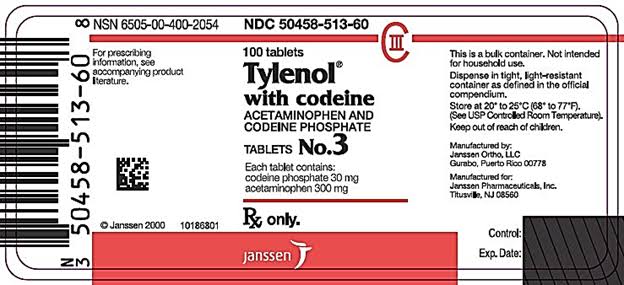 NSN 6505-00-400-2054
NDC 50458-513-60
For prescribing
information, see
accompanying product
literature.
N
3 50458-513-60 8
© Janssen 2000 10186801
100 tablets
Tylenol®
with codeine
ACETAMINOPHEN AND
CODEINE PHOSPHATE
TABLETS No.3
Each tablet contains:
codeine phosphate 30 mg
acetaminophen 300 mg
Rx only.
janssen
CIII
This is a bulk container. Not intended
for household use.
Dispense in tight, light-resistant
container as defined in the official
compendium.
Store at 20° to 25°C (68° to 77°F).
(See USP Controlled Room Temperature).
Keep out of reach of children.
Manufactured by:
Janssen Ortho, LLC
Gurabo, Puerto Rico 00778
Manufactured for:
Janssen Pharmaceuticals, Inc.
Titusville, NJ 08560
Control:
Exp. Date: